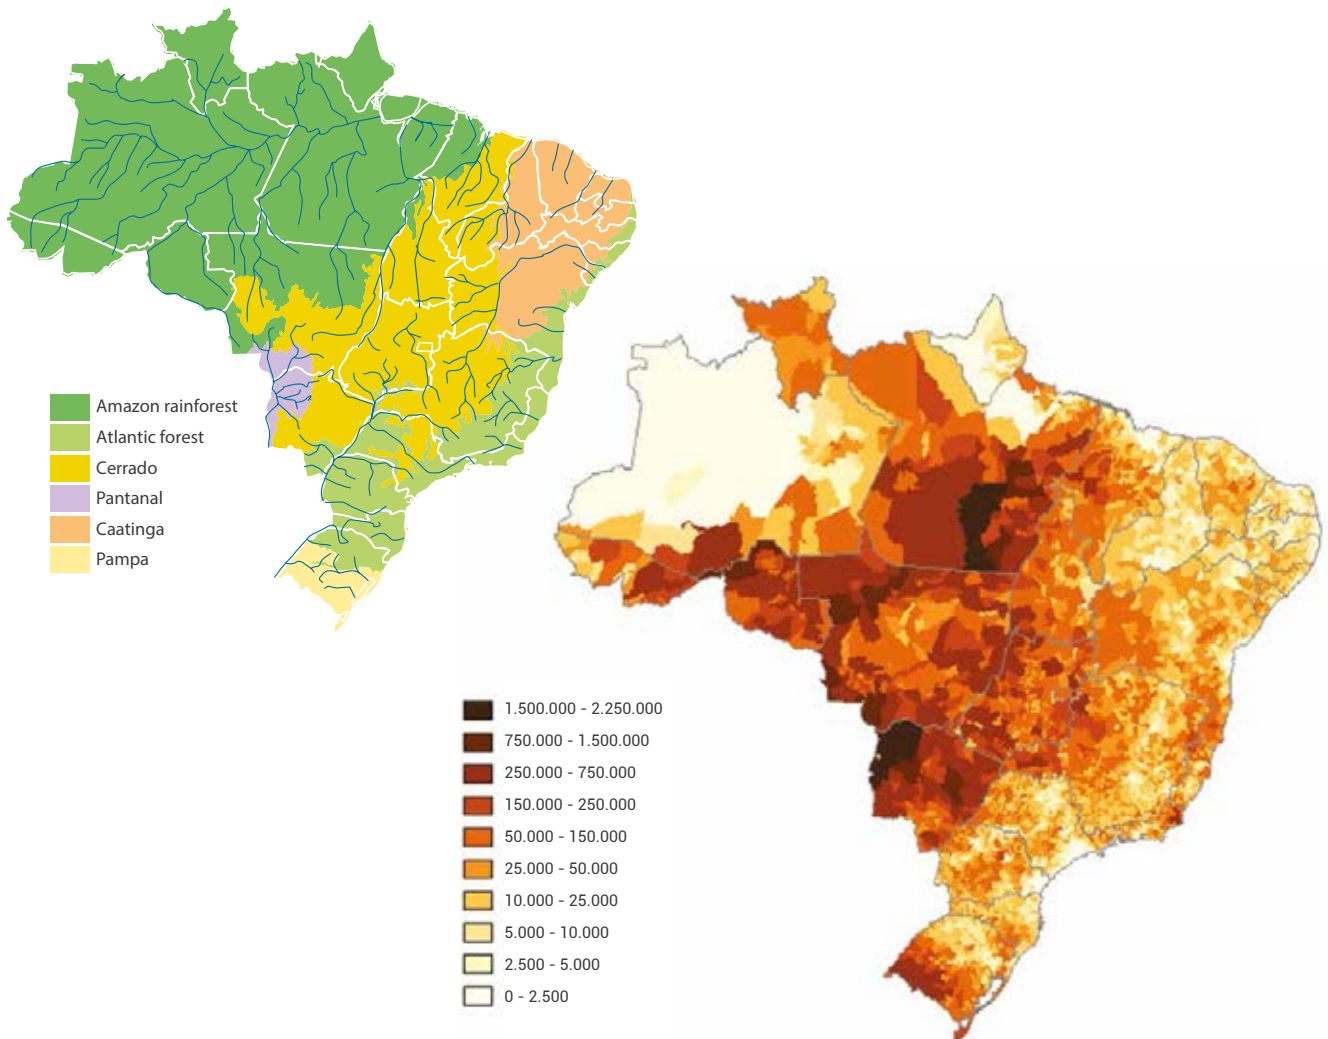 Amazon rainforest
Atlantic forest
Cerrado
Pantanal
Caatinga
Pampa
1.500.000 - 2.250.000
750.000 - 1.500.000
250.000 - 750.000
150.000 - 250.000
50.000 - 150.000
25.000 - 50.000
10.000 - 25.000
5.000 - 10.000
2.500 - 5.000
0 - 2.500